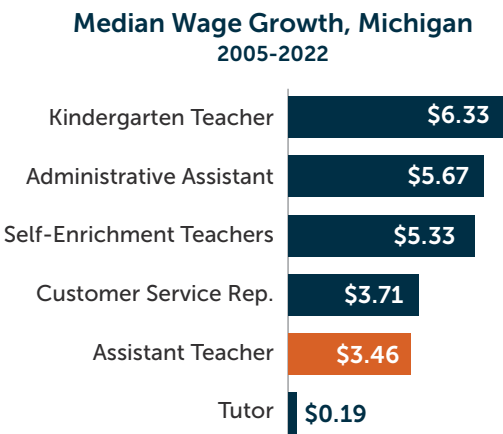 Median Wage Growth, Michigan
2005-2022
Kindergarten Teacher $6.33
Administrative Assistant $5.67
Self-Enrichment Teachers $5.33
Customer Service Rep. $3.71
Assistant Teacher $3.46
Tutor $0.19